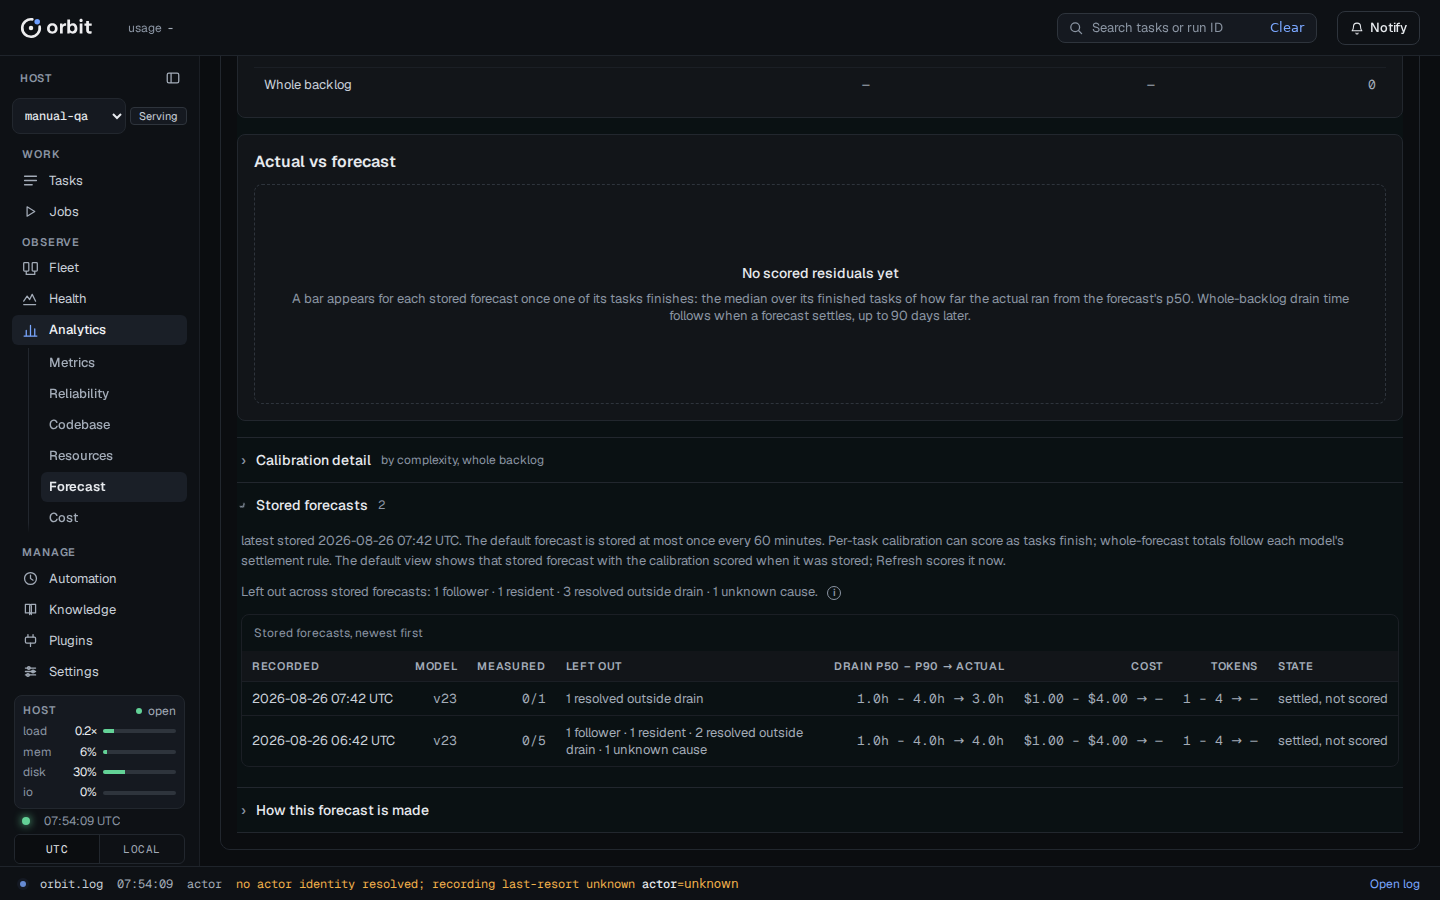 orbit
usage -
Search tasks or run ID
Clear
Notify
HOST
manual-qa
Serving
WORK
Tasks
Jobs
OBSERVE
Fleet
Health
Analytics
Metrics
Reliability
Codebase
Resources
Forecast
Cost
MANAGE
Automation
Knowledge
Plugins
Settings
HOST open
load 0.2×
mem 6%
disk 30%
io 0%
07:54:09 UTC
UTC LOCAL
Whole backlog – – 0
Actual vs forecast
No scored residuals yet
A bar appears for each stored forecast once one of its tasks finishes: the median over its finished tasks of how far the actual ran from the forecast's p50. Whole-backlog drain time
follows when a forecast settles, up to 90 days later.
› Calibration detail by complexity, whole backlog
Stored forecasts 2
latest stored 2026-08-26 07:42 UTC. The default forecast is stored at most once every 60 minutes. Per-task calibration can score as tasks finish; whole-forecast totals follow each model's
settlement rule. The default view shows that stored forecast with the calibration scored when it was stored; Refresh scores it now.
Left out across stored forecasts: 1 follower · 1 resident · 3 resolved outside drain · 1 unknown cause.
Stored forecasts, newest first
RECORDED MODEL MEASURED LEFT OUT DRAIN P50 – P90 → ACTUAL COST TOKENS STATE
2026-08-26 07:42 UTC v23 0/1 1 resolved outside drain 1.0h – 4.0h → 3.0h $1.00 – $4.00 → – 1 – 4 → – settled, not scored
2026-08-26 06:42 UTC v23 0/5 1 follower · 1 resident · 2 resolved outside
drain · 1 unknown cause 1.0h – 4.0h → 4.0h $1.00 – $4.00 → – 1 – 4 → – settled, not scored
› How this forecast is made
orbit.log 07:54:09 actor no actor identity resolved; recording last-resort unknown actor=unknown
Open log